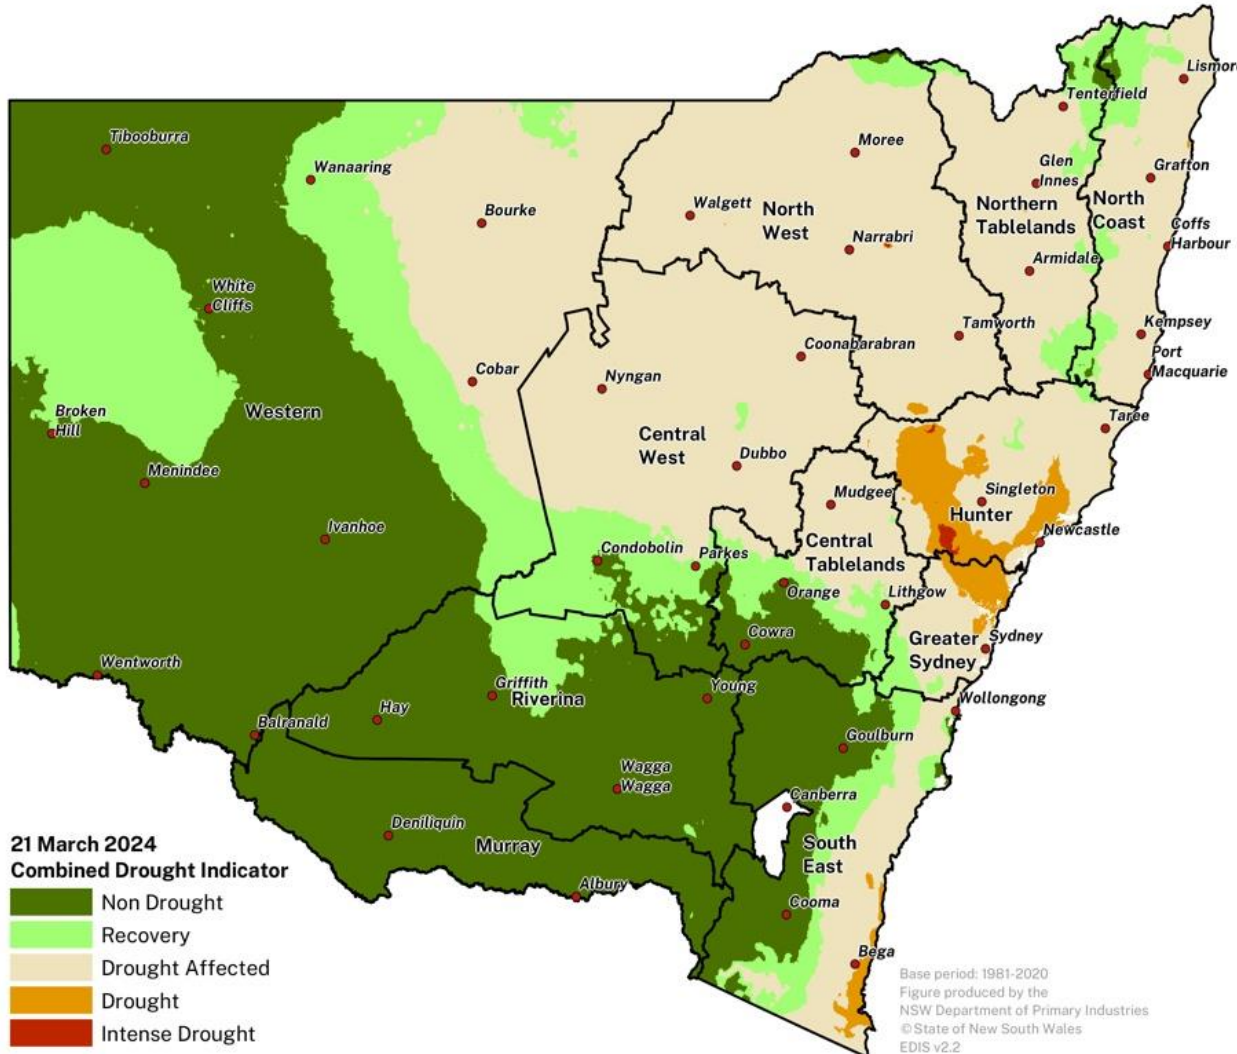 Tibooburra
Wanaaring
Bourke
White
Cliffs
Cobar
Western
Broken
Hill
Menindee
Ivanhoe
Wentworth
Balranald
Moree
Walgett
North
West
Narrabri
Tamworth
Tenterfield
Glen
Innes
Northern
Tablelands
Armidale
Lismore
Grafton
North
Coast
Coffs
Harbour
Kempsey
Port
Macquarie
Coonabarabran
Nyngan
Central
West
Dubbo
Condobolin
Parkes
Mudgee
Central
Tablelands
Orange
Lithgow
Cowra
Taree
Singleton
Hunter
Newcastle
Greater
Sydney
Sydney
Wollongong
Griffith
Riverina
Hay
Young
Wagga
Wagga
Deniliquin
Murray
Albury
Goulburn
Canberra
South
East
Cooma
Bega
21 March 2024
Combined Drought Indicator
Non Drought
Recovery
Drought Affected
Drought
Intense Drought
Base period: 1981-2020
Figure produced by the
NSW Department of Primary Industries
© State of New South Wales
EDIS v2.2